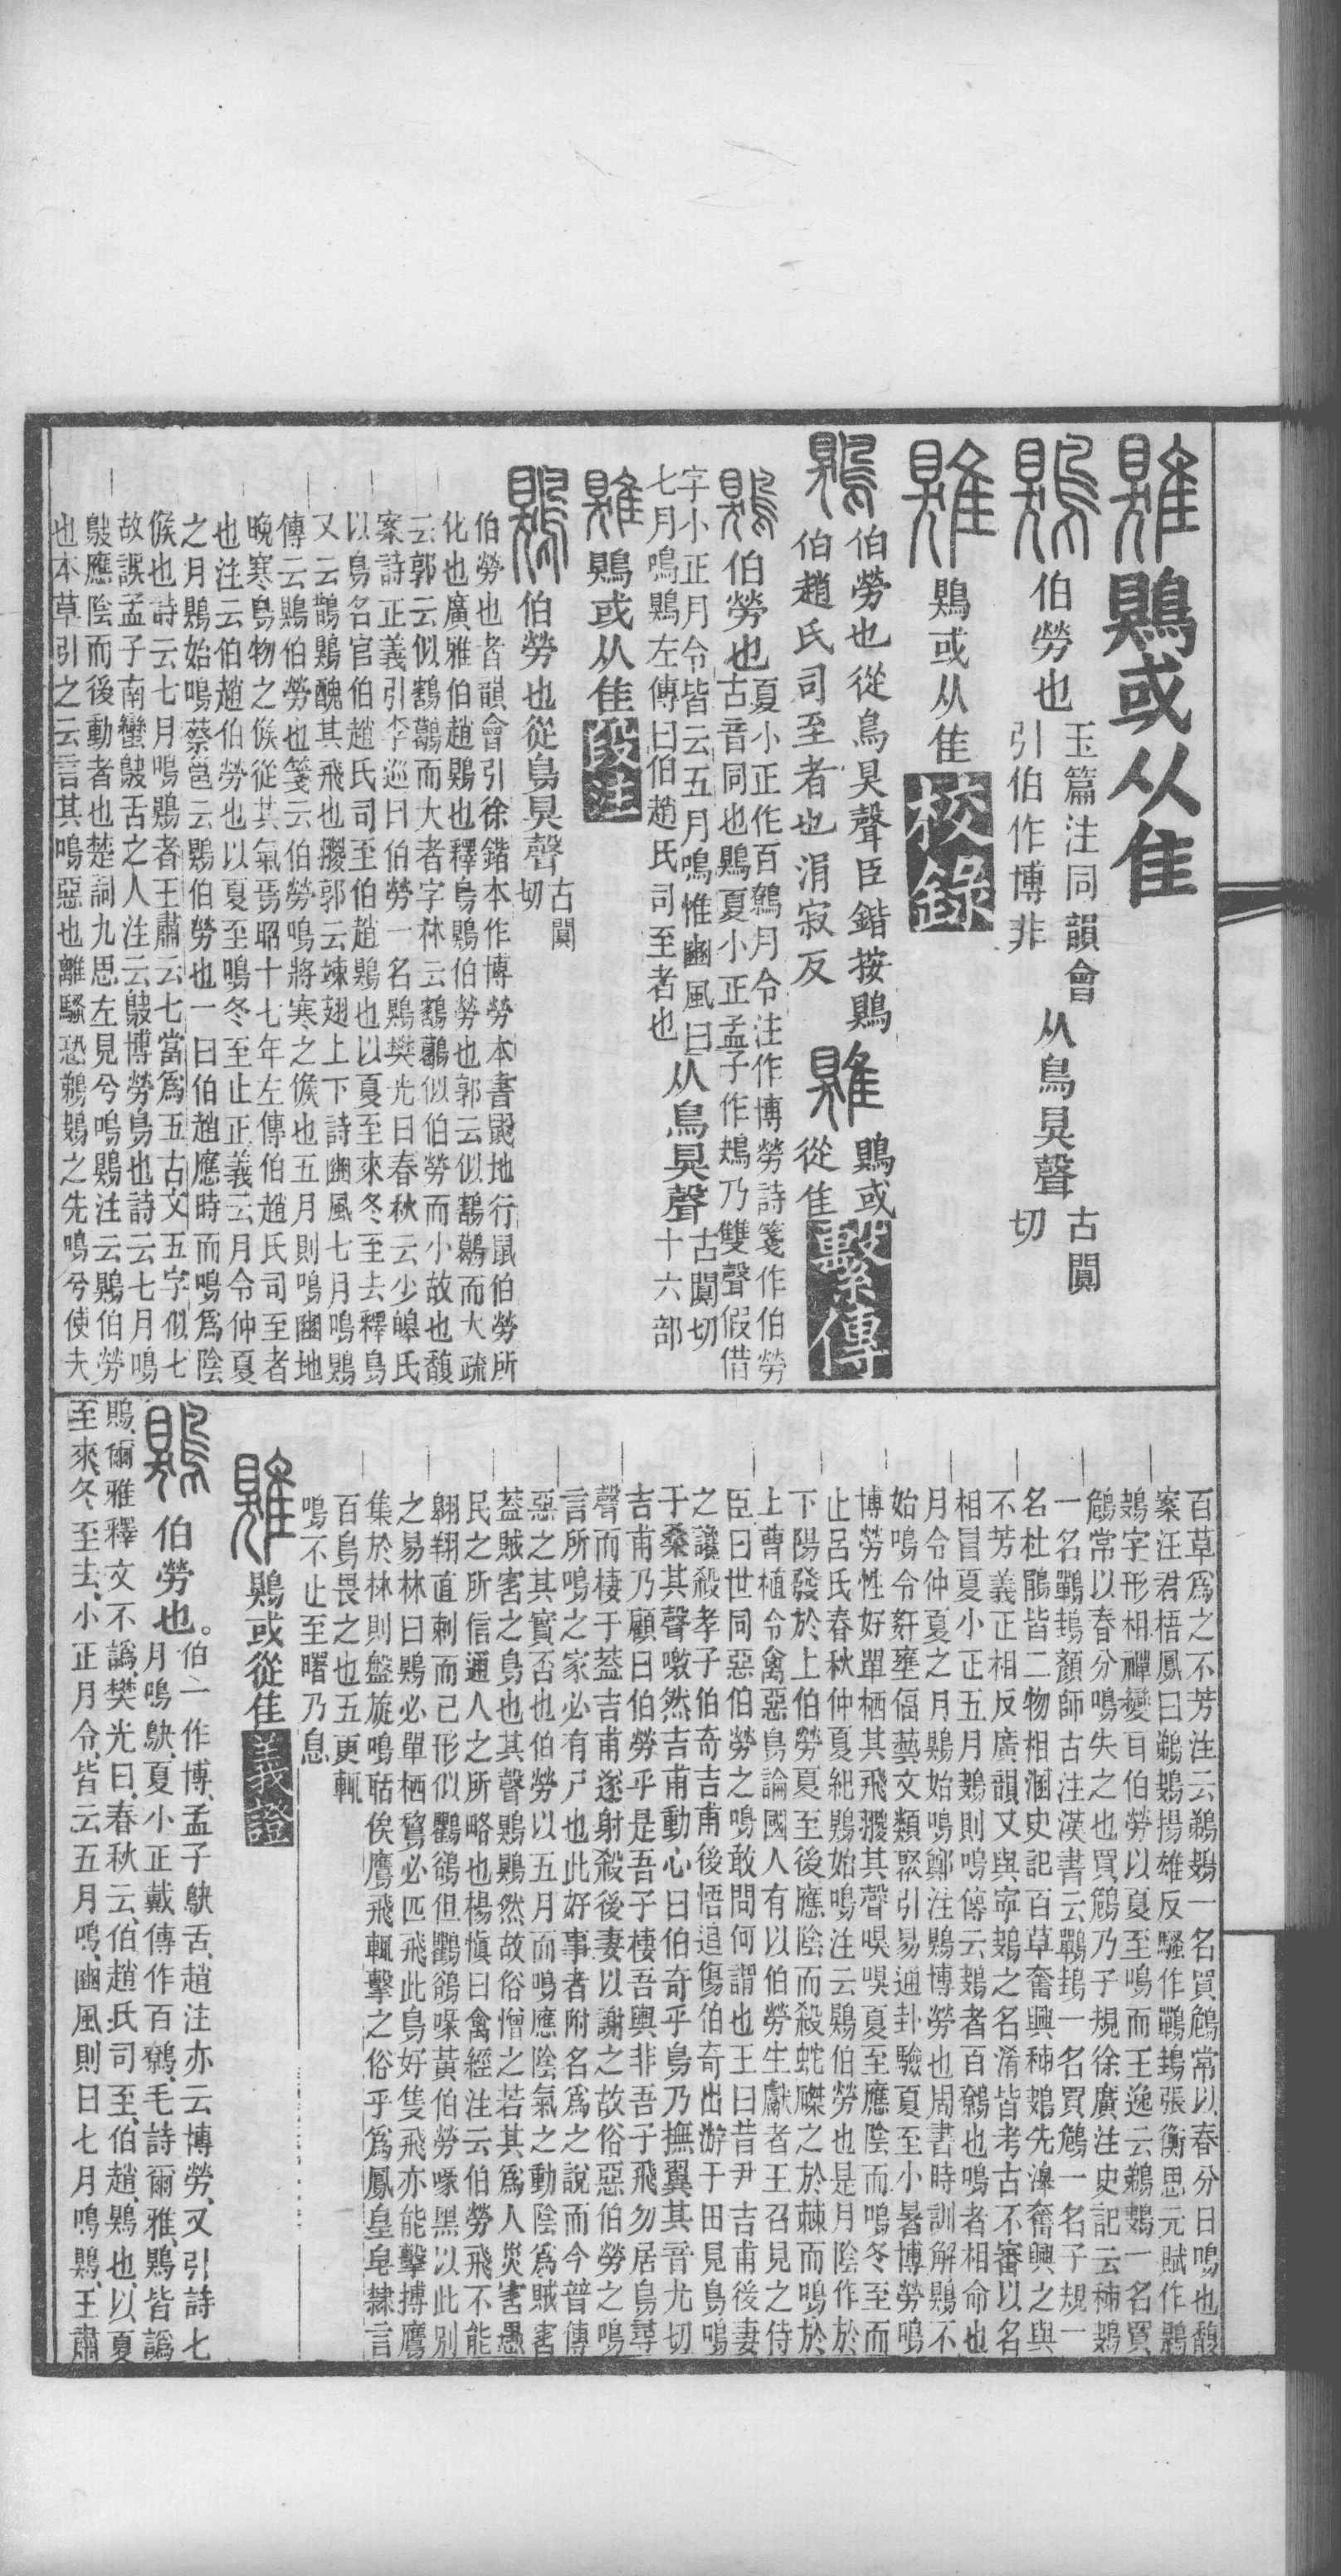 鶪或从隹
伯勞也
玉篇注同韻會
引伯作博非
从鳥狊聲
古闃
切
鶪或从隹
校錄
伯勞也從鳥狊聲臣鍇按鶪
伯趙氏司至者也涓寂反
鶪或
從隹
繫傳
伯勞也
夏小正作百鷯月令注作博勞詩箋作伯勞
古音同也鶪夏小正孟子作鴂乃雙聲假借
字小正月令皆云五月鳴惟豳風曰
七月鳴鶪左傳曰伯趙氏司至者也
从鳥狊聲
古闃切
十六部
鶪或从隹
段注
伯勞也從鳥狊聲
古闃
切
伯勞也者韻會引徐鍇本作博勞本書鼢地行鼠伯勞所
化也廣雅伯趙鶪也釋鳥鶪伯勞也郭云似鶷鶡而大疏
云郭云似鶷鶡而大者字林云鶷鶡似伯勞而小故也馥
案詩正義引李巡曰伯勞一名鶪樊光曰春秋云少皞氏
以鳥名官伯趙氏司至伯趙鶪也以夏至來冬至去釋鳥
又云鵲鶪醜其飛也翪郭云竦翅上下詩豳風七月鳴鶪
傳云鶪伯勞也箋云伯勞鳴將寒之候也五月則鳴豳地
晚寒鳥物之候從其氣焉昭十七年左傳伯趙氏司至者
也注云伯趙伯勞也以夏至鳴冬至止正義云月令仲夏
之月鶪始鳴蔡邕云鶪伯勞也一曰伯趙應時而鳴爲陰
候也詩云七月鳴鶪者王肅云七當爲五古文五字似七
故誤孟子南蠻鴃舌之人注云鴃博勞鳥也詩云七月鳴
鴃應陰而後動者也楚詞九思左見兮鳴鶪注云鶪伯勞
也本草引之云言其鳴惡也離騷恐鵜鴂之先鳴兮使夫
百草爲之不芳注云鵜鴂一名買䳏常以春分日鳴也馥
案汪君梧鳳曰鵜鴂揚雄反騷作鷤䳏張衡思元賦作鶗
鴂字形相禪變耳伯勞以夏至鳴而王逸云鵜鴂一名買
䳏常以春分鳴失之也買䳏乃子規徐廣注史記云秭鴂
一名鷤䳏顏師古注漢書云鷤䳏一名買䳏一名子規一
名杜鵑皆二物相溷史記百草奮興秭鴂先滜奮興之與
不芳義正相反廣韻又與寧鴂之名淆皆考古不審以名
相冒夏小正五月鴂則鳴傳云鴂者百鷯也鳴者相命也
月令仲夏之月鶪始鳴鄭注鶪博勞也周書時訓解鶪不
始鳴令奸壅偪藝文類聚引易通卦驗夏至小暑博勞鳴
博勞性好單栖其飛翪其聲嗅嗅夏至應陰而鳴冬至而
止呂氏春秋仲夏紀鶪始鳴注云鶪伯勞也是月陰作於
下陽發於上伯勞夏至後應陰而殺蛇磔之於棘而鳴於
上曹植令禽惡鳥論國人有以伯勞生獻者王召見之侍
臣曰世同惡伯勞之鳴敢問何謂也王曰昔尹吉甫後妻
之讒殺孝子伯奇吉甫後悟追傷伯奇出游于田見鳥鳴
于桑其聲噭然吉甫動心曰伯奇乎鳥乃撫翼其音尤切
吉甫乃顧曰伯勞乎是吾子棲吾輿非吾子飛勿居鳥尋
聲而棲于蓋吉甫遂射殺後妻以謝之故俗惡伯勞之鳴
言所鳴之家必有尸也此好事者附名爲之說而今普傳
惡之其實否也伯勞以五月而鳴應陰氣之動陰爲賊害
蓋賊害之鳥也其聲鶪鶪然故俗憎之若其爲人災害愚
民之所信通人之所略也楊愼曰禽經注云伯勞飛不能
翺翔直刺而已形似鸜鵒但鸜鵒喙黃伯勞喙黑以此別
之易林曰鶪必單栖鴛必匹飛此鳥好隻飛亦能擊搏鷹
集於林則盤旋鳴聒俟鷹飛輒擊之俗乎爲鳳皇皁隸言
百鳥畏之也五更輒
鳴不止至曙乃息
鶪或從隹
義證
伯勞也。
伯一作博、孟子鴃舌、趙注亦云博勞、又引詩七
月鳴鴃、夏小正戴傳作百鷯、毛詩爾雅、鶪皆譌
鵙、爾雅釋文不譌、樊光曰、春秋云、伯趙氏司至、伯趙、鶪也、以夏
至來、冬至去、小正月令、皆云五月鳴、豳風則曰七月鳴鶪、王肅